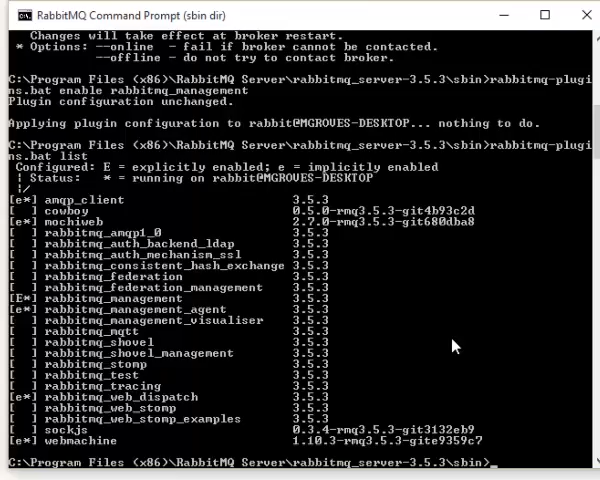 RabbitMQ Command Prompt (sbin dir)
Changes will take effect at broker restart.
* Options: --online - fail if broker cannot be contacted.
--offline - do not try to contact broker.
C:\Program Files (x86)\RabbitMQ Server\rabbitmq_server-3.5.3\sbin>rabbitmq-plugi
ns.bat enable rabbitmq_management
Plugin configuration unchanged.
Applying plugin configuration to rabbit@MGROVES-DESKTOP... nothing to do.
C:\Program Files (x86)\RabbitMQ Server\rabbitmq_server-3.5.3\sbin>rabbitmq-plugi
ns.bat list
Configured: E = explicitly enabled; e = implicitly enabled
| Status: * = running on rabbit@MGROVES-DESKTOP
|/
[e*] amqp_client 3.5.3
[ ] cowboy 0.5.0-rmq3.5.3-git4b93c2d
[e*] mochiweb 2.7.0-rmq3.5.3-git680dba8
[ ] rabbitmq_amqp1_0 3.5.3
[ ] rabbitmq_auth_backend_ldap 3.5.3
[ ] rabbitmq_auth_mechanism_ssl 3.5.3
[ ] rabbitmq_consistent_hash_exchange 3.5.3
[ ] rabbitmq_federation 3.5.3
[ ] rabbitmq_federation_management 3.5.3
[E*] rabbitmq_management 3.5.3
[e*] rabbitmq_management_agent 3.5.3
[ ] rabbitmq_management_visualiser 3.5.3
[ ] rabbitmq_mqtt 3.5.3
[ ] rabbitmq_shovel 3.5.3
[ ] rabbitmq_shovel_management 3.5.3
[ ] rabbitmq_stomp 3.5.3
[ ] rabbitmq_test 3.5.3
[ ] rabbitmq_tracing 3.5.3
[e*] rabbitmq_web_dispatch 3.5.3
[ ] rabbitmq_web_stomp 3.5.3
[ ] rabbitmq_web_stomp_examples 3.5.3
[ ] sockjs 0.3.4-rmq3.5.3-git3132eb9
[e*] webmachine 1.10.3-rmq3.5.3-gite9359c7
C:\Program Files (x86)\RabbitMQ Server\rabbitmq_server-3.5.3\sbin>_